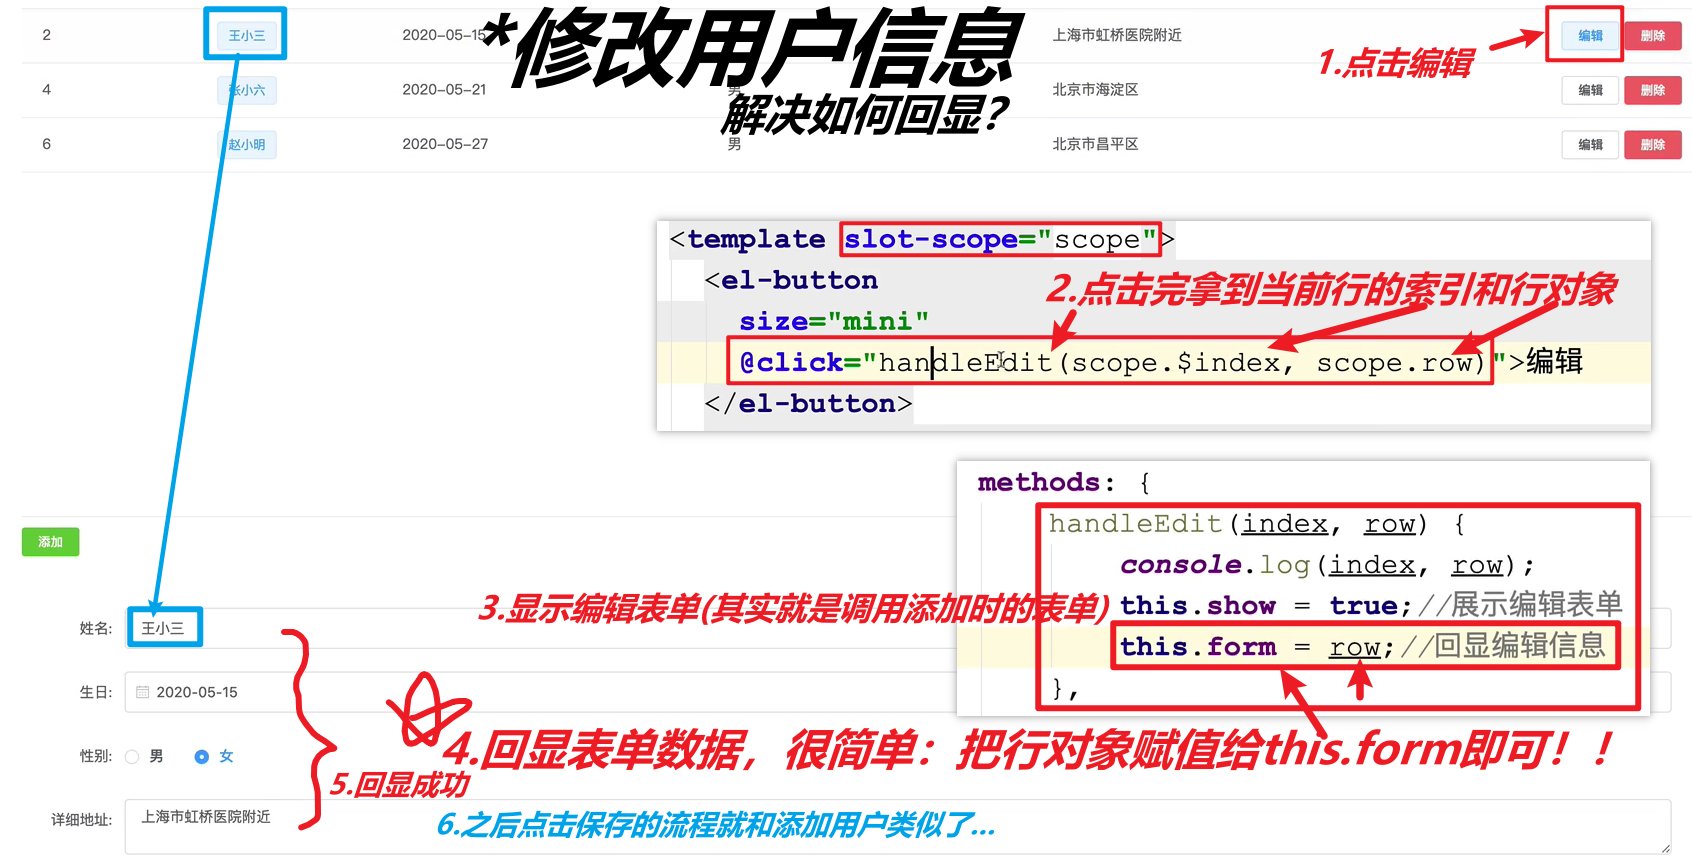 *修改用户信息
解决如何回显?
2 王小三 2020-05-15 上海市虹桥医院附近 编辑 删除
1.点击编辑
4 张小六 2020-05-21 男 北京市海淀区 编辑 删除
6 赵小明 2020-05-27 男 北京市昌平区 编辑 删除
<template slot-scope="scope">
<el-button
2.点击完拿到当前行的索引和行对象
size="mini"
@click="handleEdit(scope.$index, scope.row)">编辑
</el-button>
methods: {
handleEdit(index, row) {
console.log(index, row);
this.show = true;//展示编辑表单
this.form = row;//回显编辑信息
},
添加
3.显示编辑表单(其实就是调用添加时的表单)
姓名: 王小三
生日: 2020-05-15
4.回显表单数据，很简单：把行对象赋值给this.form即可！！
性别: 男 女
5.回显成功
详细地址: 上海市虹桥医院附近
6.之后点击保存的流程就和添加用户类似了...